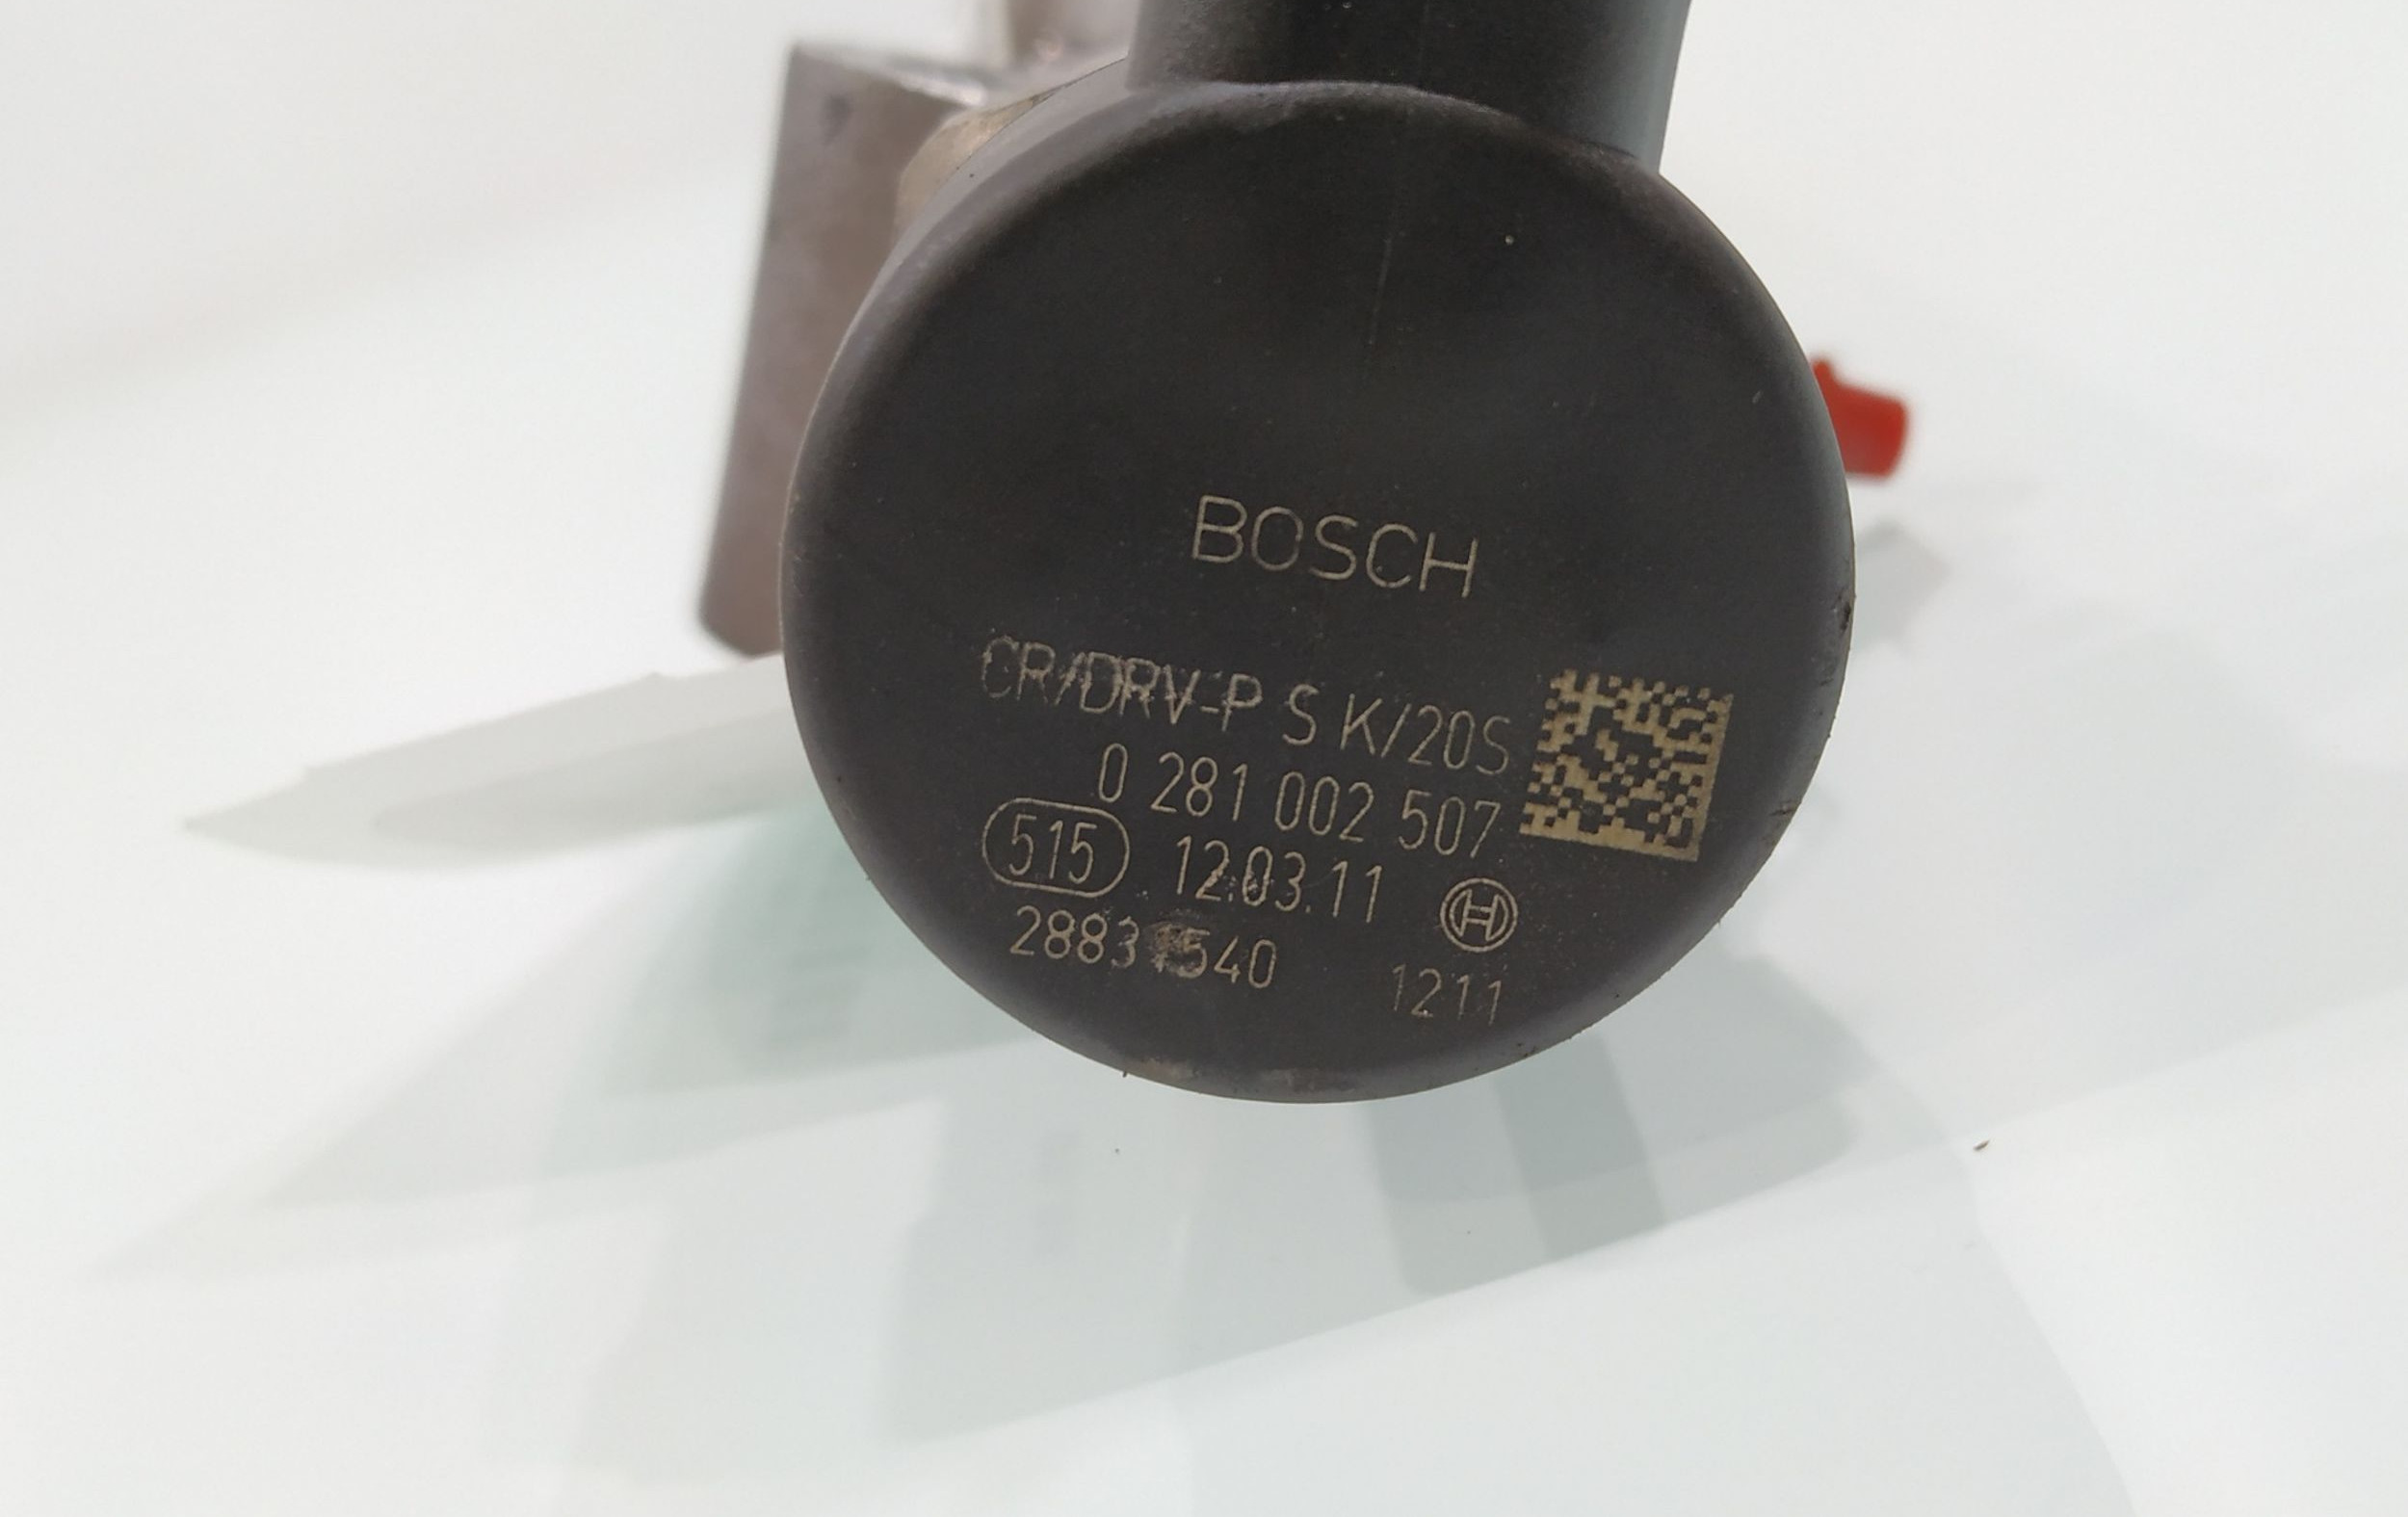 BOSCH
CR/DRV-P S K/20S
0 281 002 507
515 12.03.11
1211